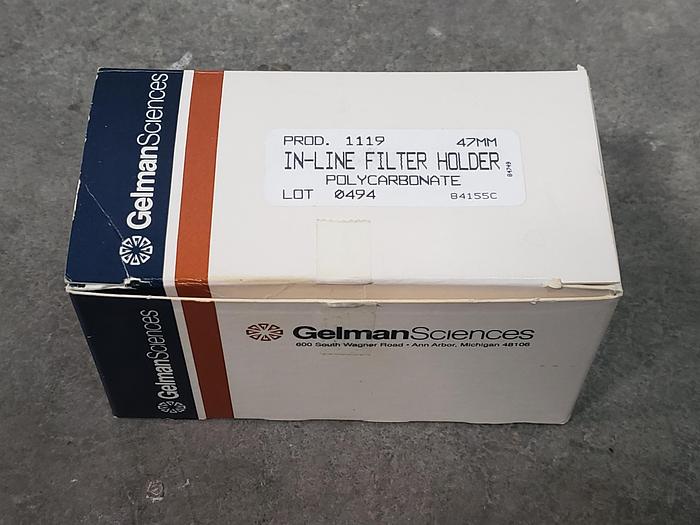 GelmanSciences
PROD. 1119 47MM
IN-LINE FILTER HOLDER
POLYCARBONATE
LOT 0494 84155C
84749
GelmanSciences
GelmanSciences
600 South Wagner Road • Ann Arbor, Michigan 48106